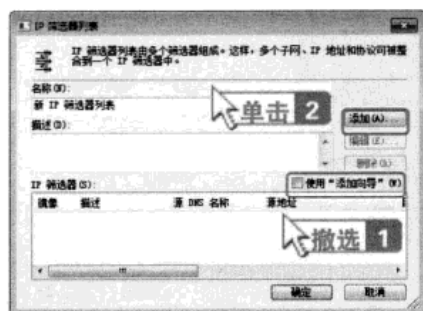 IP 筛选器列表
IP 筛选器列表由多个筛选器组成。这样，多个子网、IP 地址和协议可被整合到一个 IP 筛选器中。
名称(N):
新 IP 筛选器列表
描述(D):
单击 2
添加(A)...
编辑(E)...
删除(R)
IP 筛选器(S):
使用“添加向导”(W)
镜像 描述 源 DNS 名称 源地址
撤选 1
确定 取消